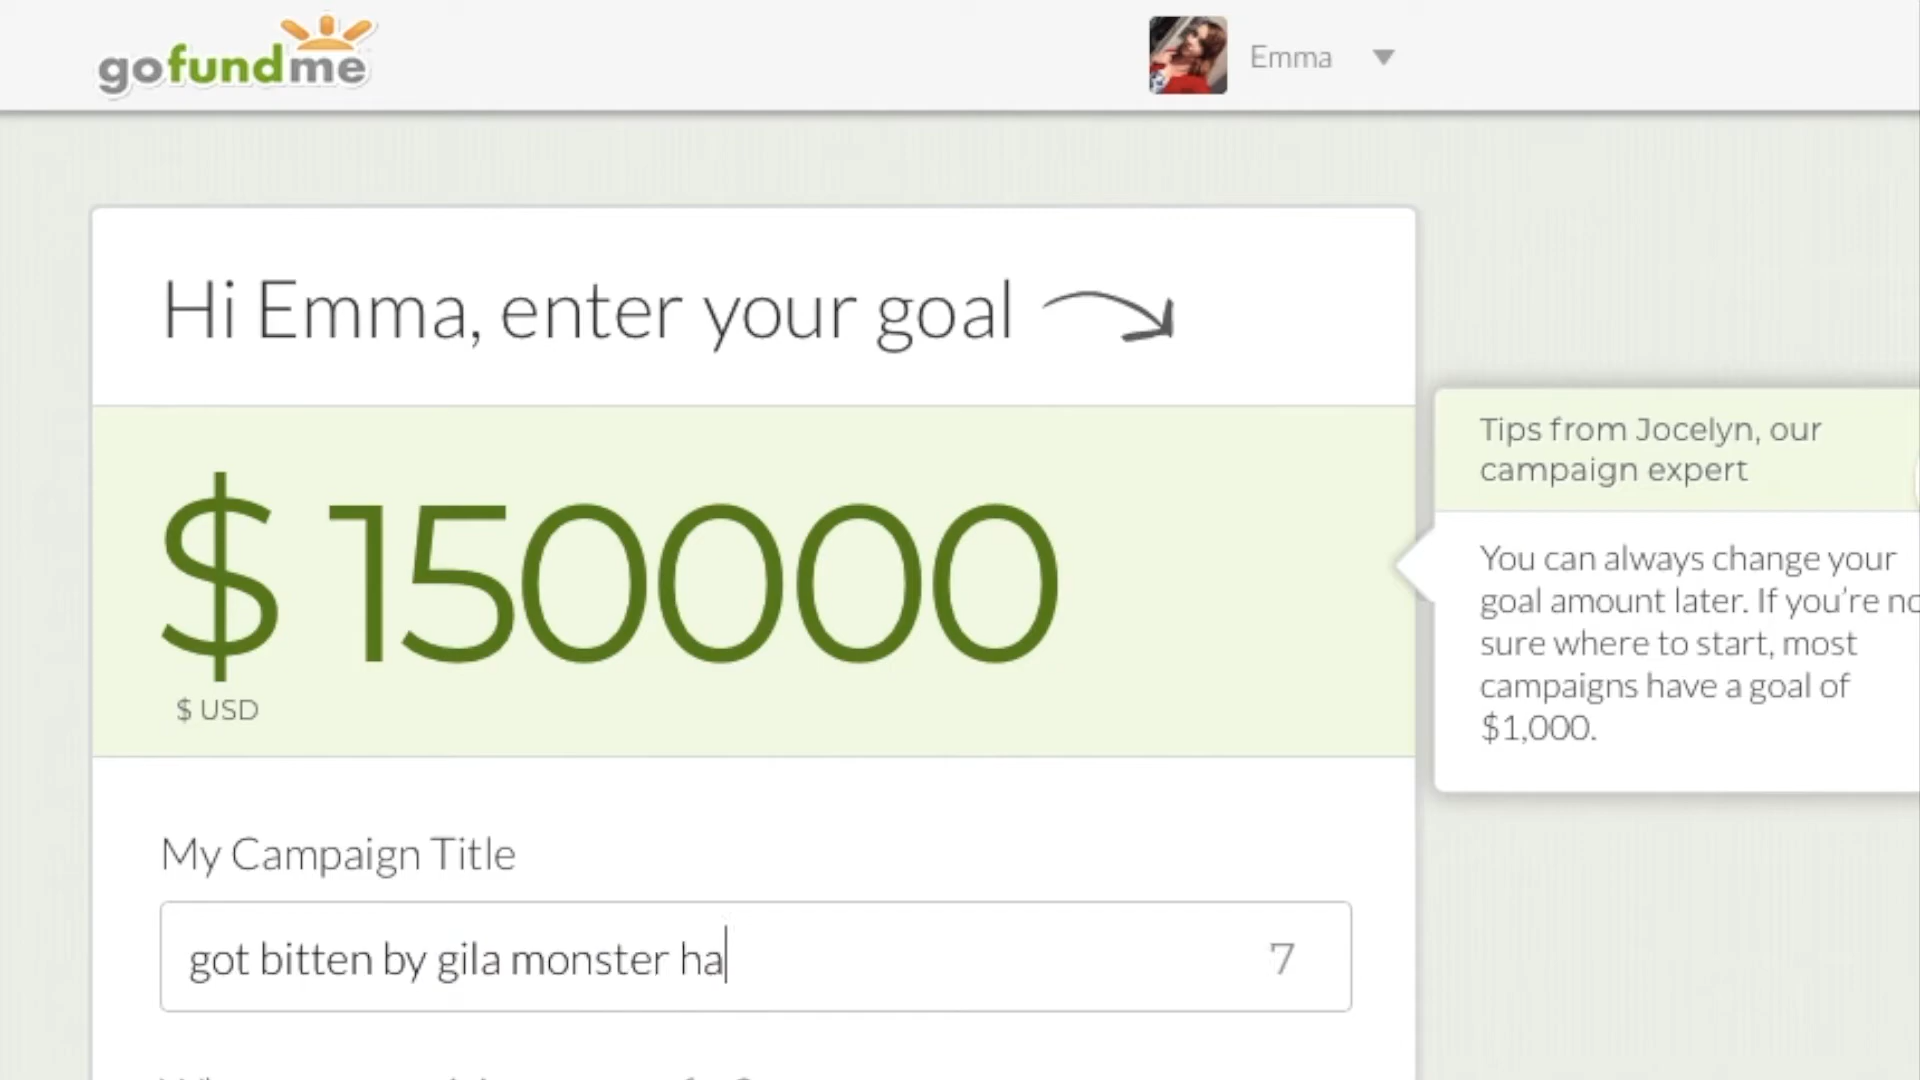 gofundme
Emma
Hi Emma, enter your goal
$ 150000
$ USD
Tips from Jocelyn, our
campaign expert
You can always change your
goal amount later. If you're
sure where to start, most
campaigns have a goal of
$1,000.
My Campaign Title
got bitten by gila monster ha
7